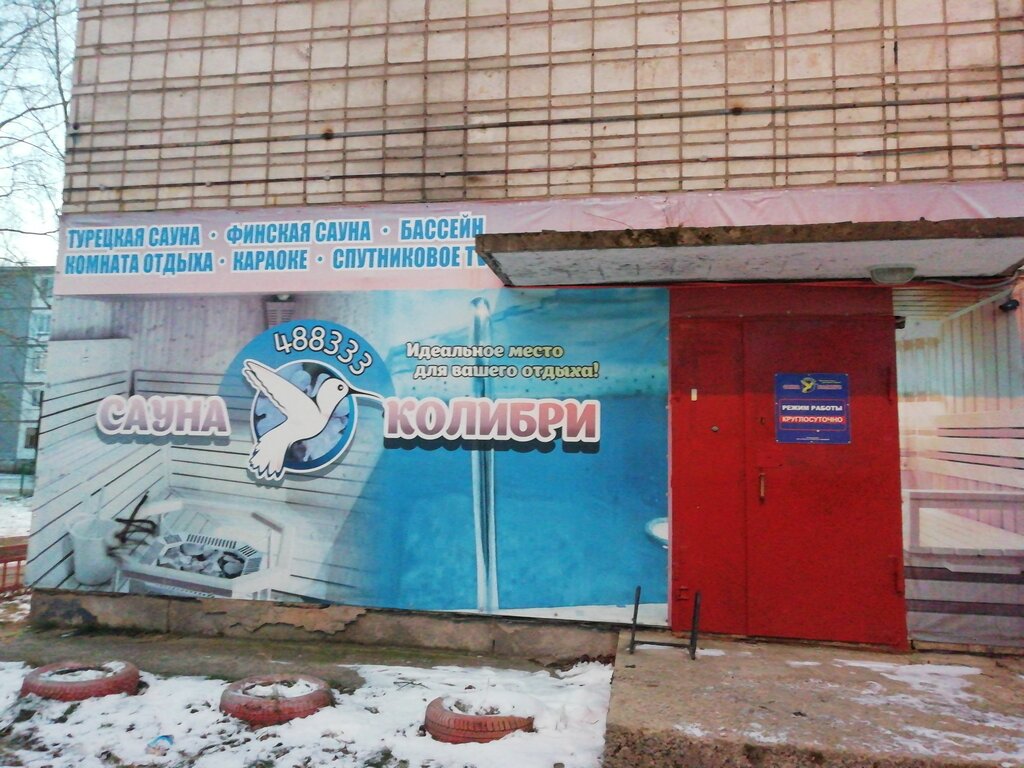 ТУРЕЦКАЯ САУНА · ФИНСКАЯ САУНА · БАССЕЙН
КОМНАТА ОТДЫХА · КАРАОКЕ · СПУТНИКОВОЕ Т
488333
Идеальное место
для вашего отдыха!
САУНА КОЛИБРИ
РЕЖИМ РАБОТЫ
КРУГЛОСУТОЧНО